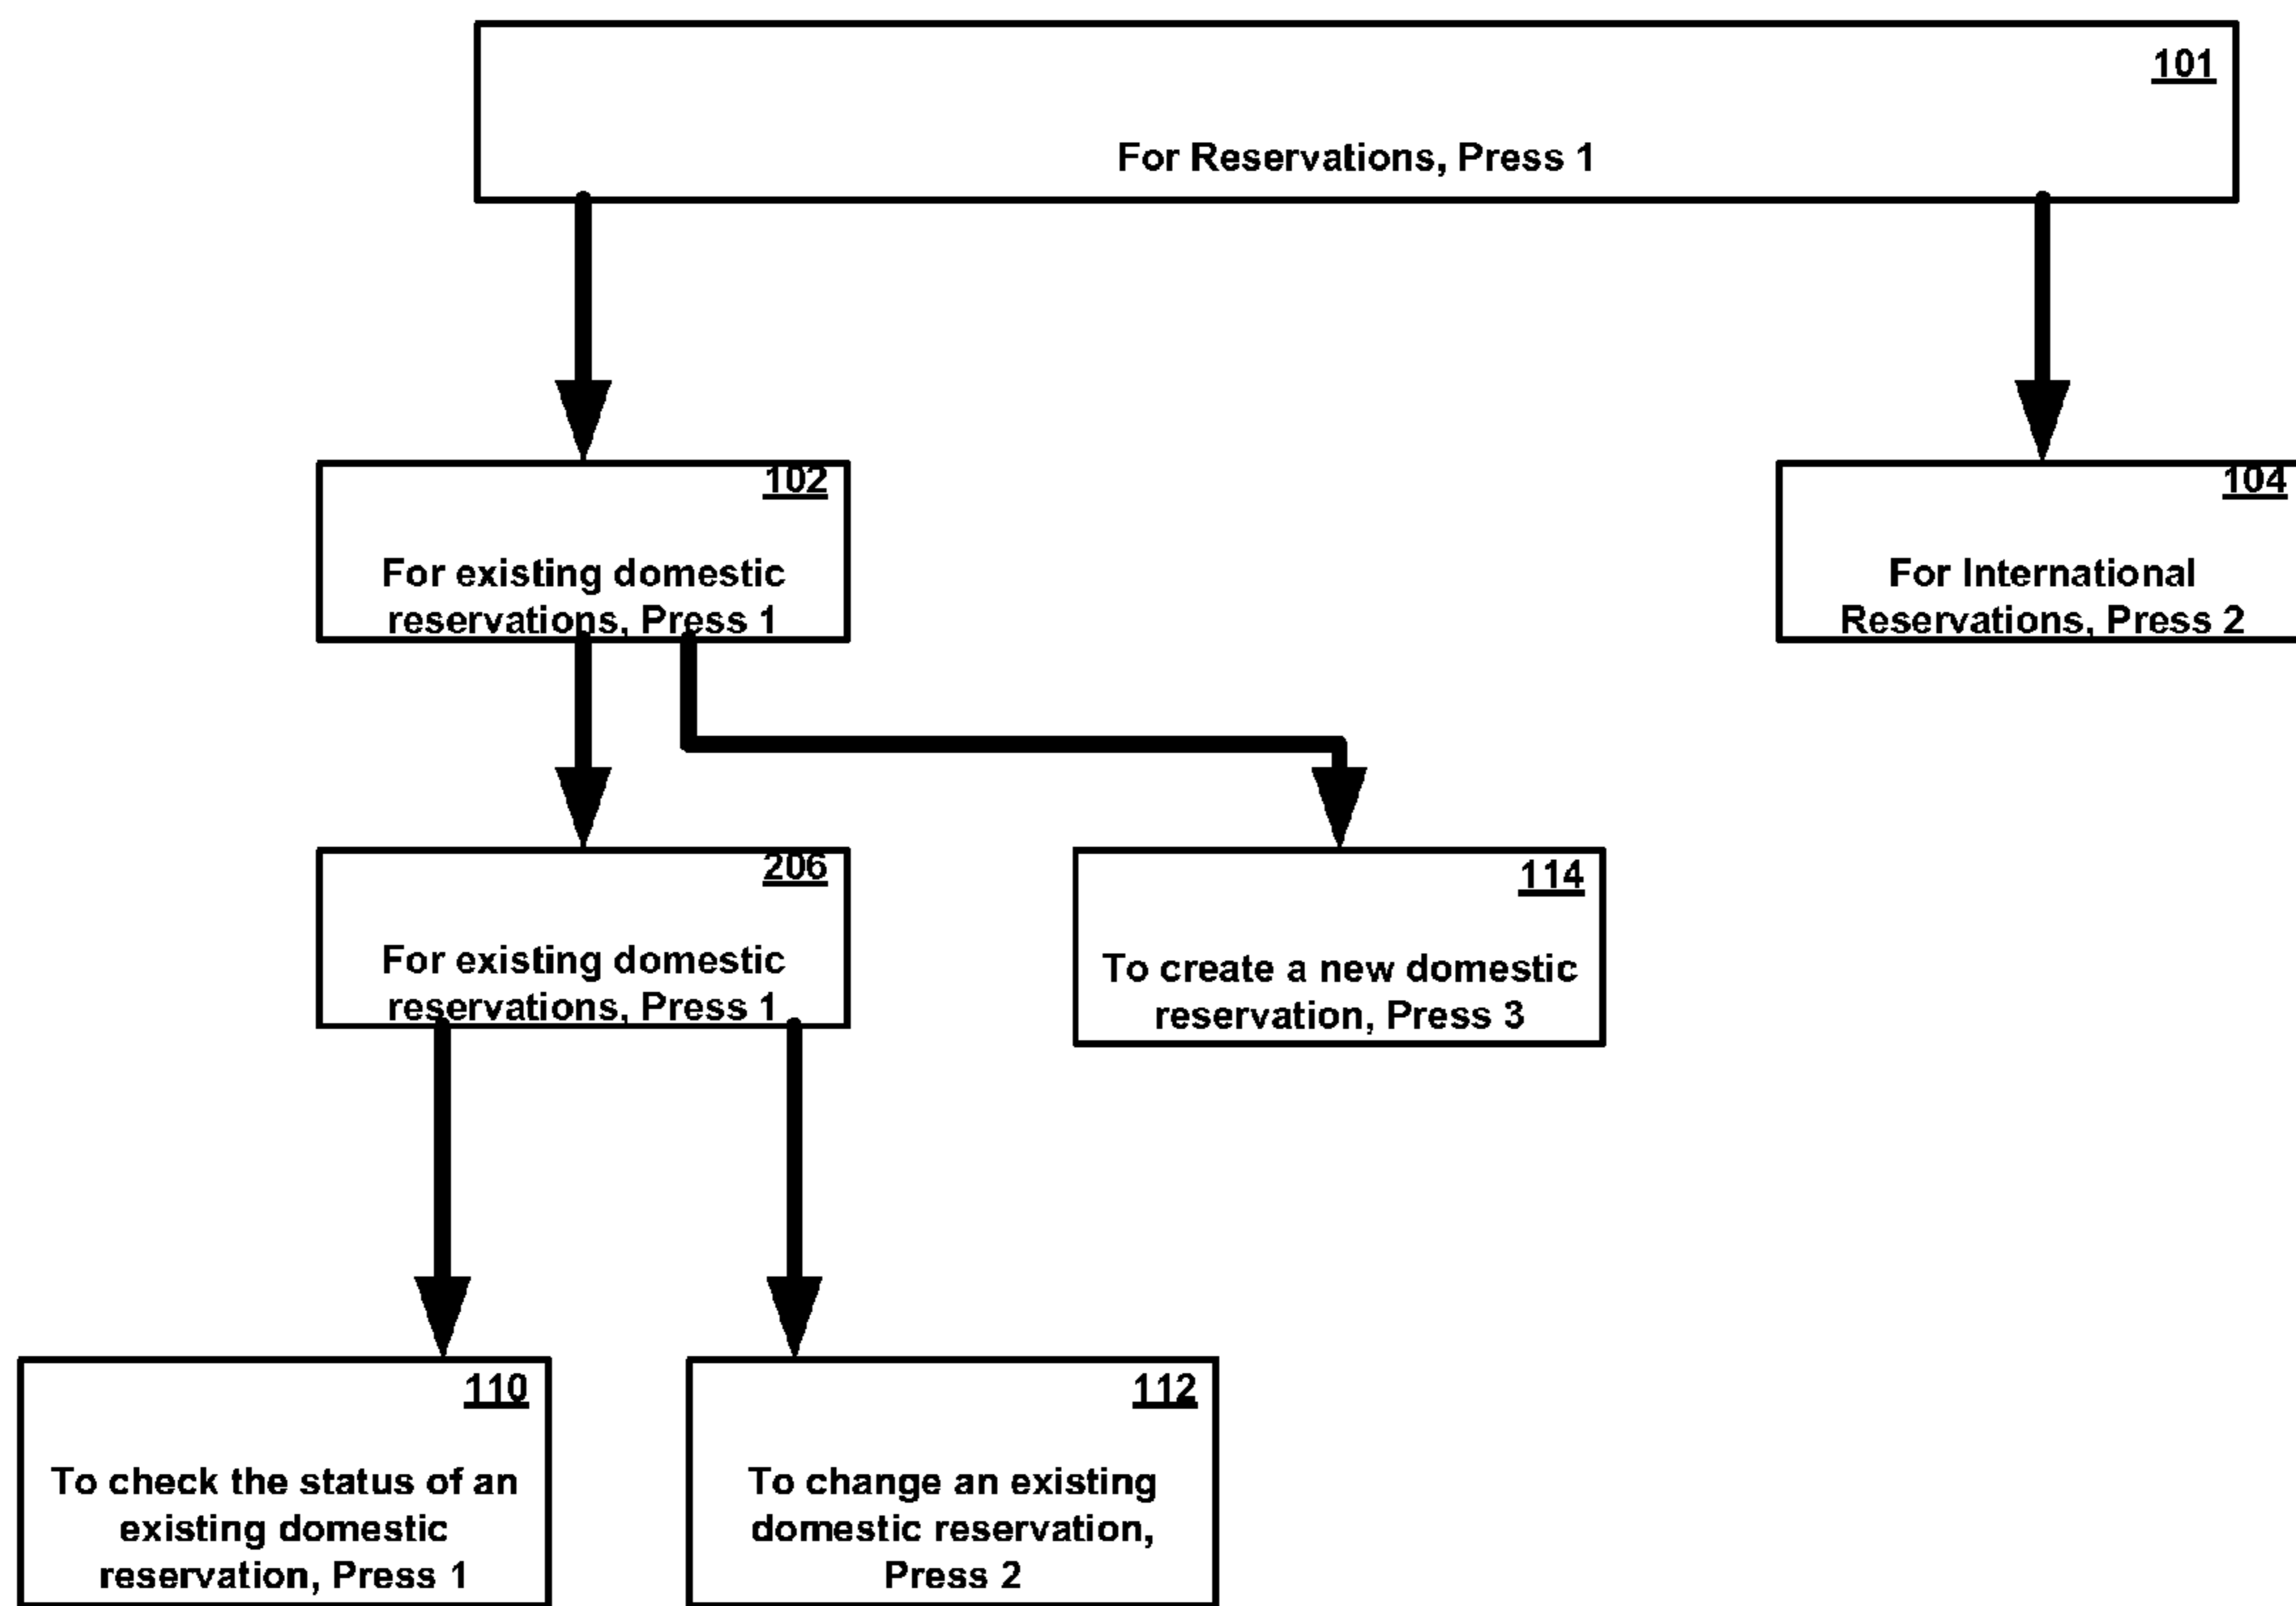 101
For Reservations, Press 1
102
For existing domestic
reservations, Press 1
104
For International
Reservations, Press 2
206
For existing domestic
reservations, Press 1
114
To create a new domestic
reservation, Press 3
110
To check the status of an
existing domestic
reservation, Press 1
112
To change an existing
domestic reservation,
Press 2